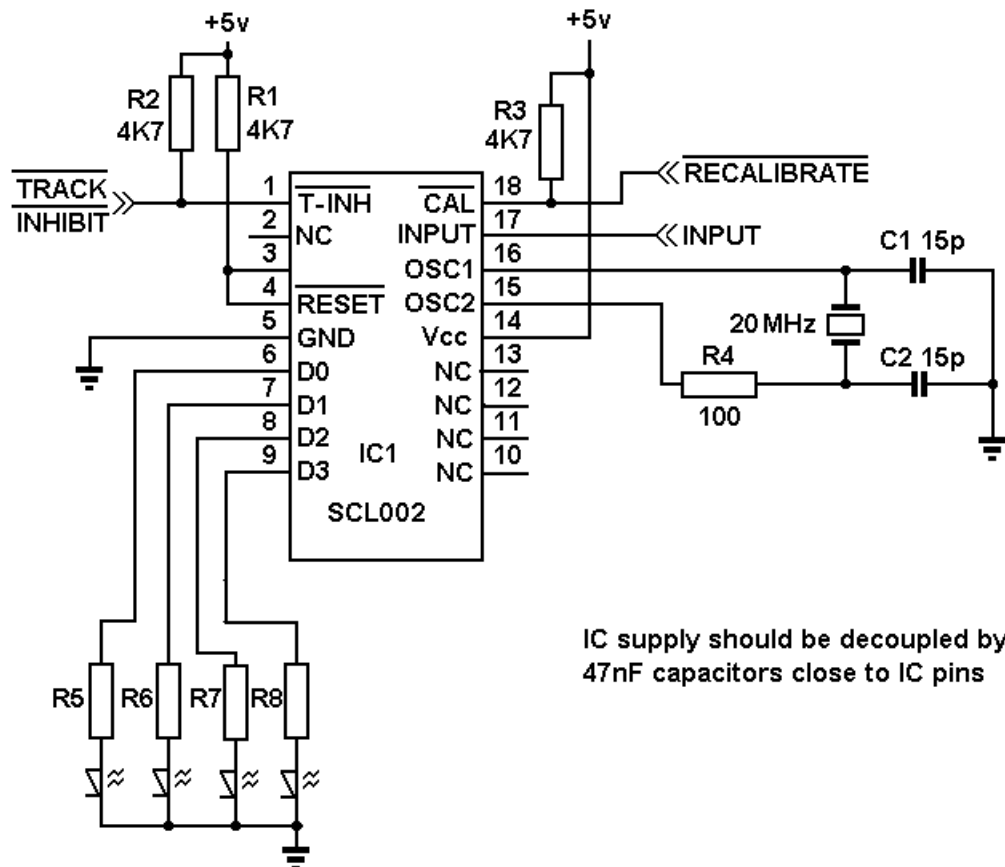 +5v
+5v
R2
4K7
R1
4K7
R3
4K7
TRACK
INHIBIT
RECALIBRATE
INPUT
1
2
3
4
5
6
7
8
9
T-INH
NC
RESET
GND
D0
D1
D2
D3
CAL
INPUT
OSC1
OSC2
Vcc
NC
NC
NC
NC
18
17
16
15
14
13
12
11
10
IC1
SCL002
C1 15p
20 MHz
C2 15p
R4
100
R5
R6
R7
R8
IC supply should be decoupled by
47nF capacitors close to IC pins